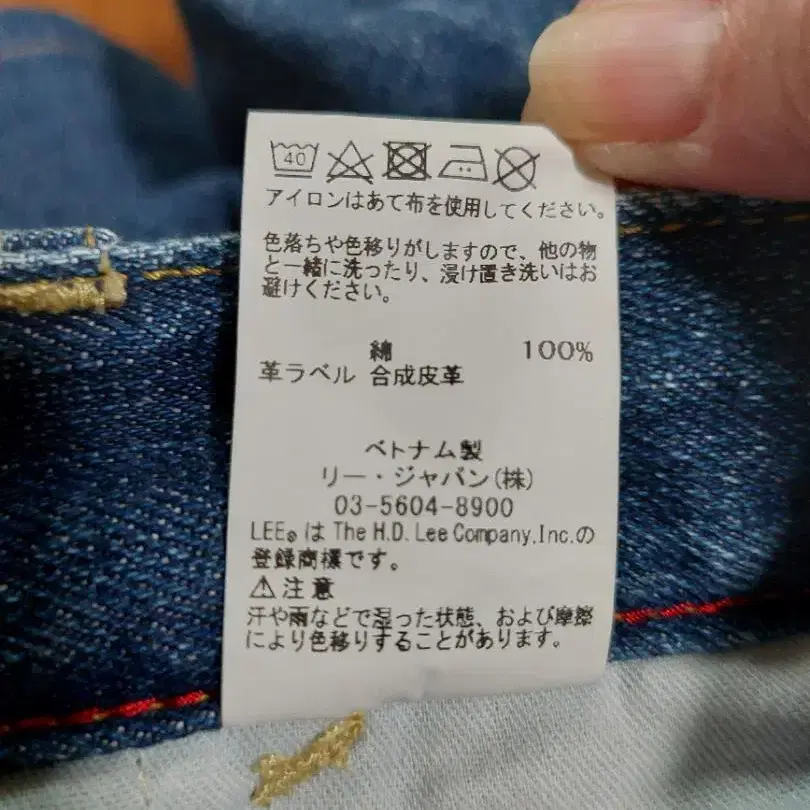 40
アイロンはあて布を使用してください。
色落ちや色移りがしますので、他の物
と一緒に洗ったり、浸け置き洗いはお
避けください。
綿 100%
革ラベル 合成皮革
ベトナム製
リー・ジャパン(株)
03-5604-8900
LEE® は The H.D. Lee Company,Inc.の
登録商標です。
⚠注意
汗や雨などで湿った状態、および摩擦
により色移りすることがあります。